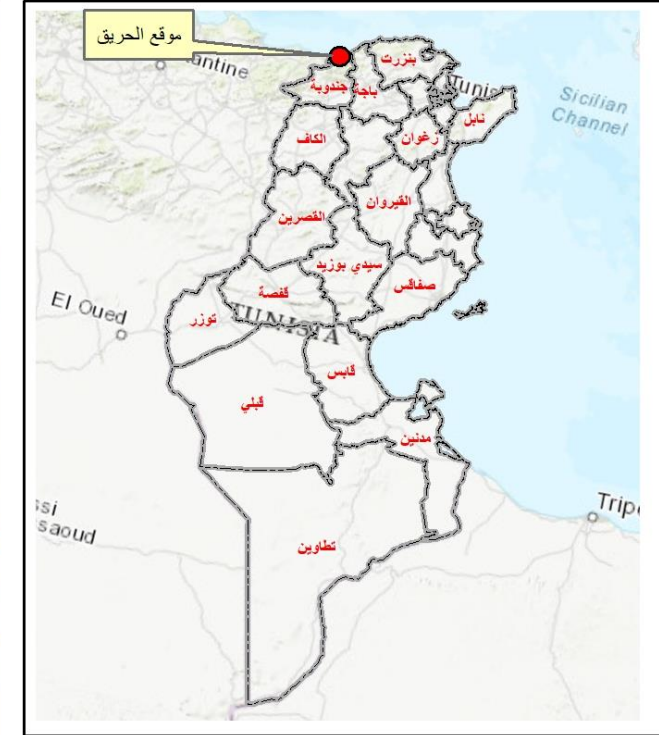 موقع الحريق
antine
بنزرت
جندوبة
باجة
Tunis
Sicilian
Channel
نابل
زغوان
الكاف
القيروان
القصرين
سيدي بوزيد
صفاقس
قفصة
El Oued
توزر
TUNISIA
قابس
قبلي
مدنين
ssi
saoud
Trip
تطاوين